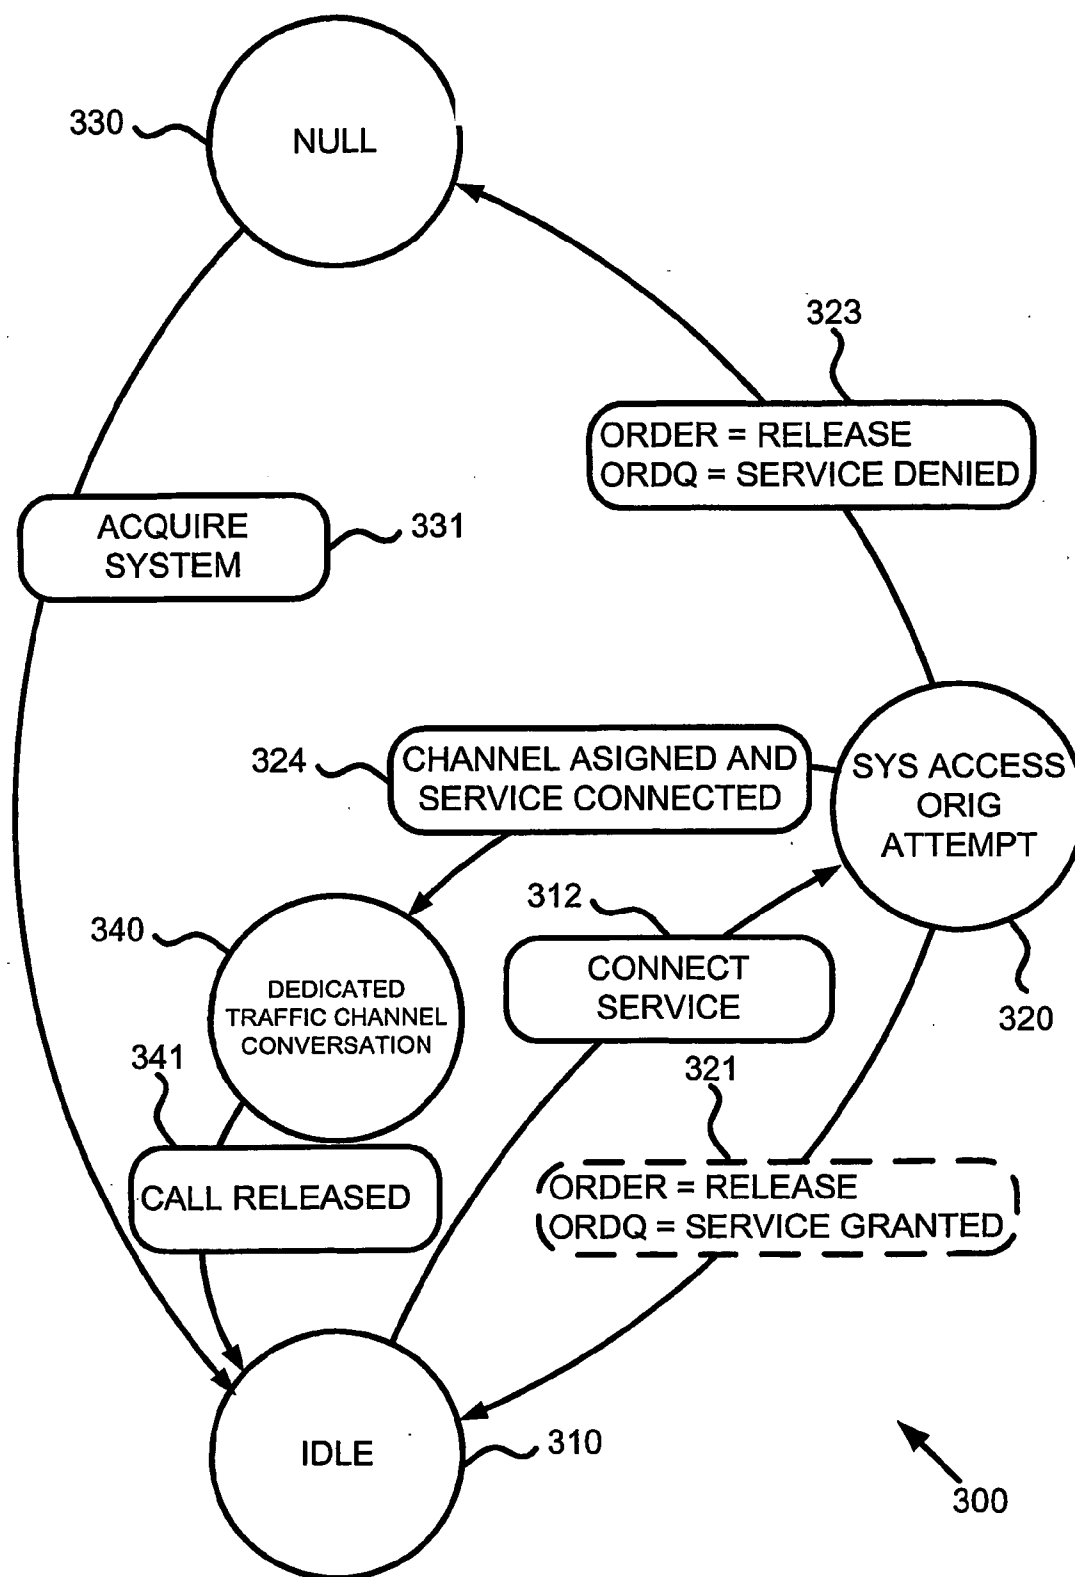 330
NULL
323
ORDER = RELEASE
ORDQ = SERVICE DENIED
ACQUIRE
SYSTEM
331
324
CHANNEL ASIGNED AND
SERVICE CONNECTED
SYS ACCESS
ORIG
ATTEMPT
312
340
CONNECT
SERVICE
DEDICATED
TRAFFIC CHANNEL
CONVERSATION
320
341
321
CALL RELEASED
ORDER = RELEASE
ORDQ = SERVICE GRANTED
IDLE
310
300